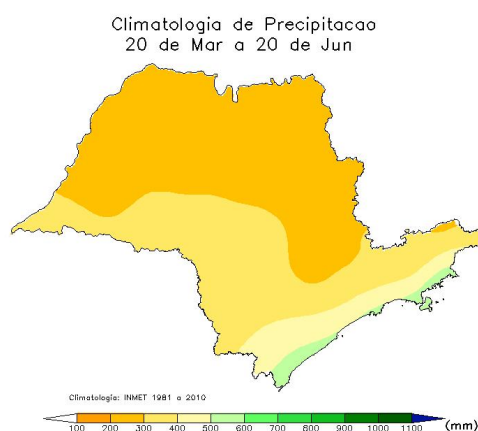 Climatologia de Precipitacao
20 de Mar a 20 de Jun
Climatologia: INMET 1981 a 2010
100 200 300 400 500 600 700 800 900 1000 1100 (mm)